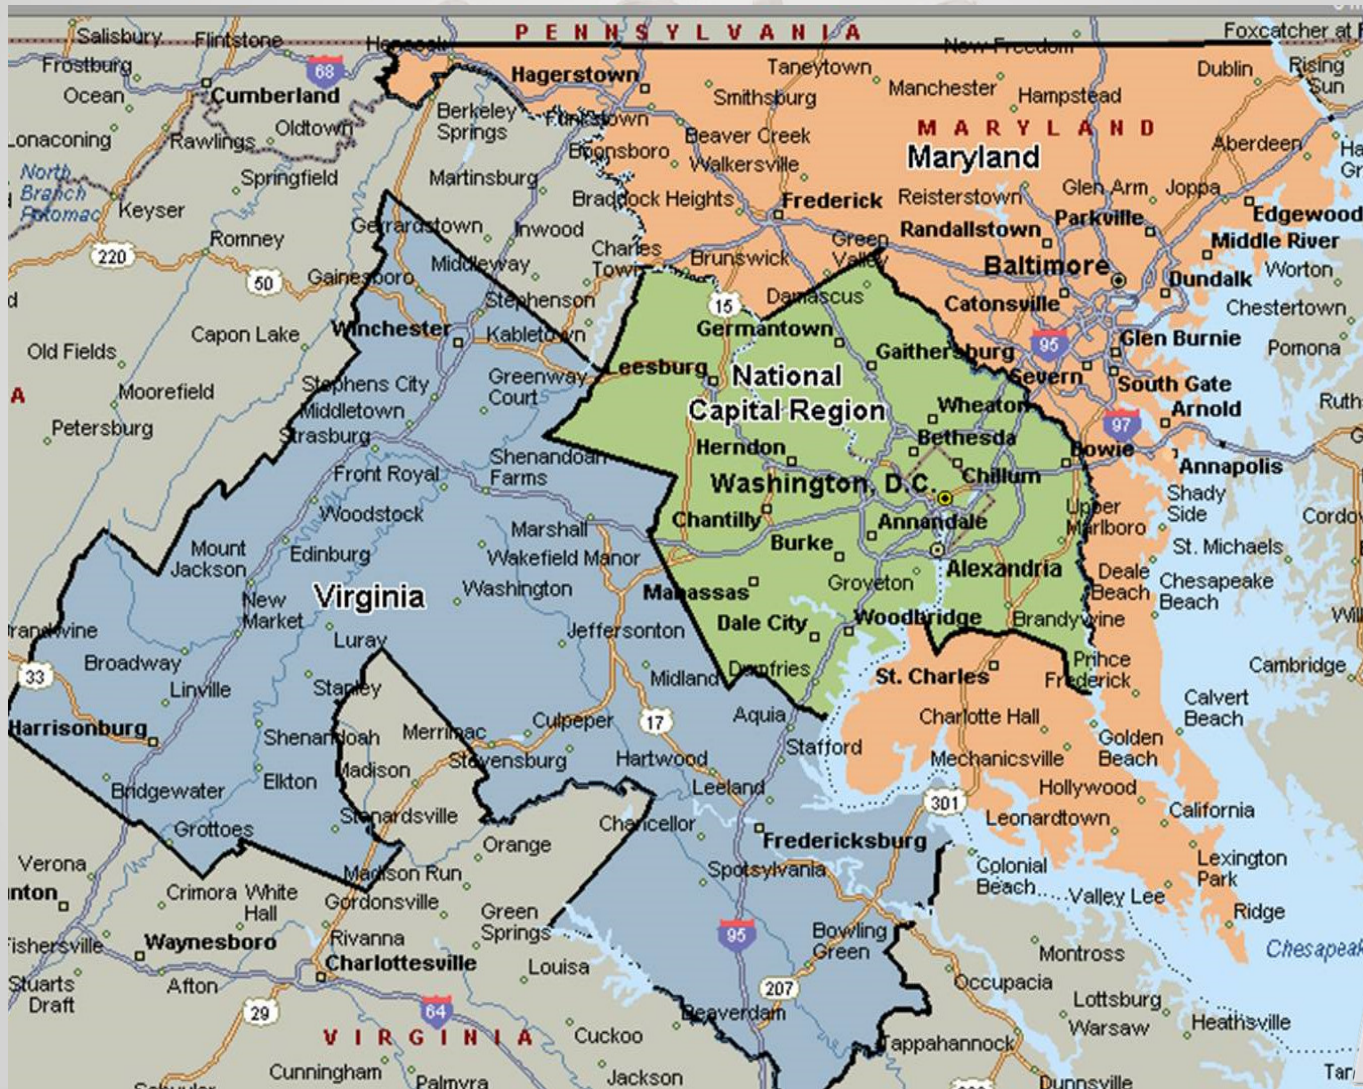 PENNSYLVANIA
Salisbury
Flintstone
Hancock
New Freedom
Foxcatcher at
Frostburg
68
Hagerstown
Taneytown
Dublin
Rising
Sun
Ocean
Cumberland
Smithsburg
Manchester
Hampstead
Berkeley
Springs
Funkstown
MARYLAND
Lonaconing
Rawlings
Oldtown
Beaver Creek
Maryland
Aberdeen
Boonsboro
Walkersville
North
Branch
Potomac
Springfield
Martinsburg
Braddock Heights
Frederick
Reisterstown
Glen Arm
Joppa
Keyser
Edgewood
Romney
Gerrardstown
Inwood
Randallstown
Parkville
Middle River
220
50
Gainesboro
Middleway
Charles
Town
Brunswick
Green
Valley
Baltimore
Dundalk
Worton
Stephenson
15
Damascus
Catonsville
Chestertown
Capon Lake
Winchester
Kabletown
Germantown
95
Glen Burnie
Old Fields
Gaithersburg
Pomona
Leesburg
National
Capital Region
Severn
South Gate
Moorefield
Stephens City
Greenway
Court
A
Middletown
Wheaton
97
Arnold
Petersburg
Strasburg
Herndon
Bethesda
Bowie
Front Royal
Shenandoah
Farms
Washington, D.C.
Chillum
Annapolis
Woodstock
Chantilly
Annandale
Upper
Marlboro
Shady
Side
Marshall
Mount
Jackson
Edinburg
Wakefield Manor
Burke
Alexandria
St. Michaels
Virginia
Washington
Manassas
Groveton
Deale
Beach
Chesapeake
Beach
New
Market
Dale City
Woodbridge
Brandywine
Luray
Jeffersonton
Broadway
33
Linville
Stanley
Midland
Dumfries
St. Charles
Prince
Frederick
Cambridge
Harrisonburg
Merrimac
Culpeper
17
Aquia
Charlotte Hall
Calvert
Beach
Shenandoah
Madison
Stevensburg
Hartwood
Stafford
Mechanicsville
Golden
Beach
Bridgewater
Elkton
Leeland
301
Hollywood
California
Grottoes
Stanardsville
Chancellor
Fredericksburg
Leonardtown
Verona
Orange
Lexington
Park
Madison Run
Spotsylvania
Colonial
Beach
Valley Lee
Crimora
White
Hall
Gordonsville
Ridge
Waynesboro
Rivanna
Green
Springs
95
Bowling
Green
Montross
Charlottesville
Louisa
207
Occupacia
Stuarts
Draft
Afton
29
64
Beaverdam
Lottsburg
VIRGINIA
Cuckoo
Warsaw
Heathsville
Tappahannock
Cunningham
Palmyra
Jackson
Dunnsville